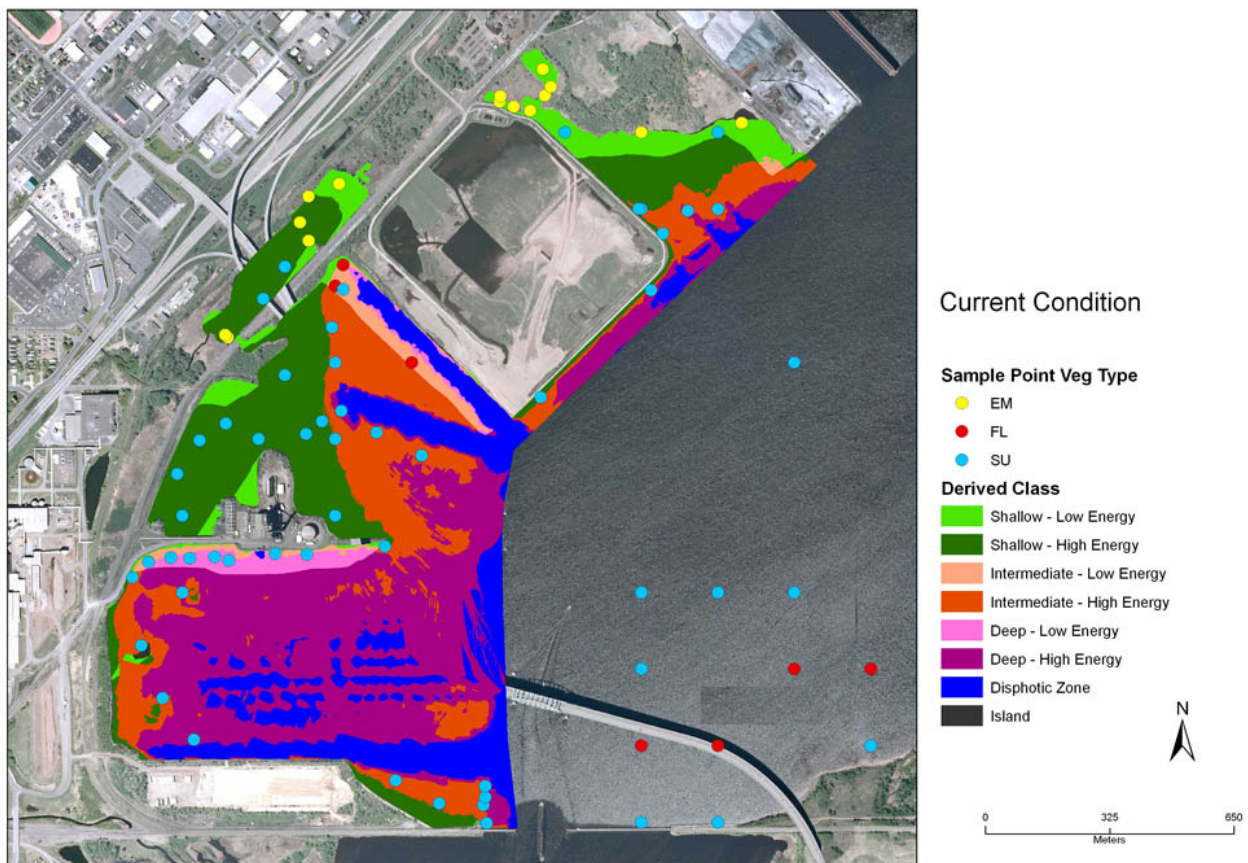 Current Condition
Sample Point Veg Type
EM
FL
SU
Derived Class
Shallow - Low Energy
Shallow - High Energy
Intermediate - Low Energy
Intermediate - High Energy
Deep - Low Energy
Deep - High Energy
Disphotic Zone
Island
N
0 325 650
Meters